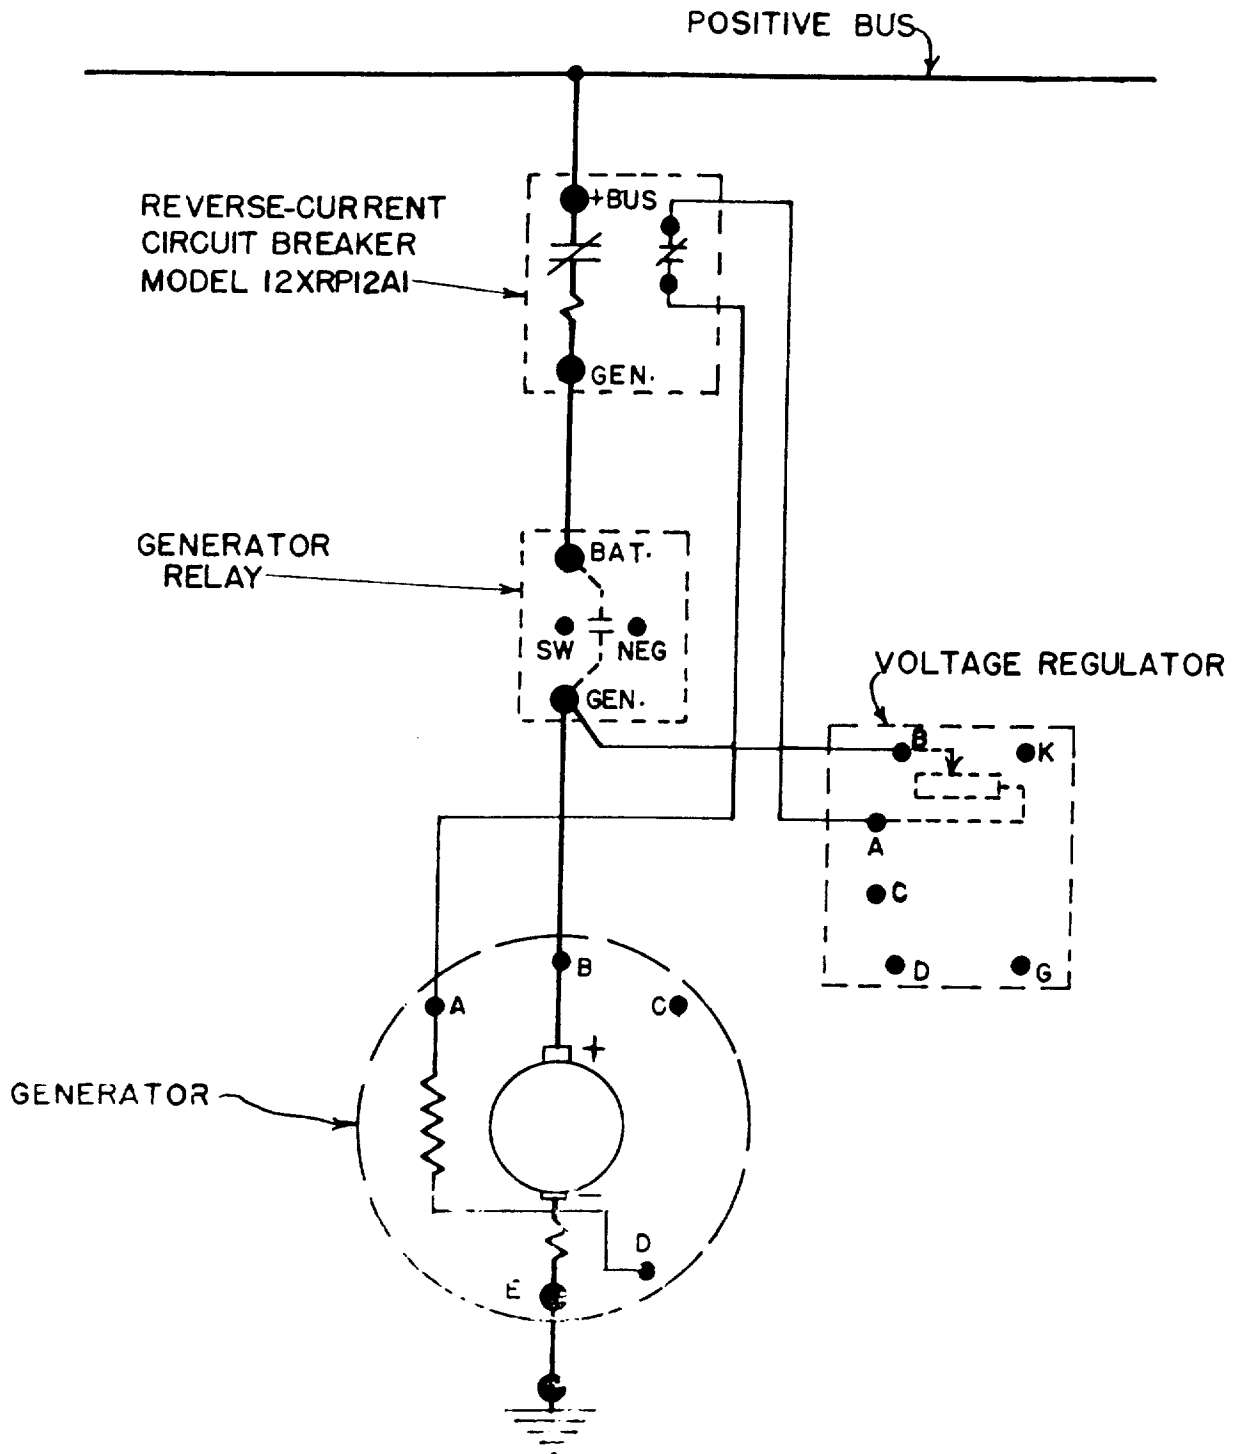 POSITIVE BUS
REVERSE-CURRENT
CIRCUIT BREAKER
MODEL 12XRP12A1
+BUS
GEN.
GENERATOR
RELAY
BAT.
SW
NEG
GEN.
VOLTAGE REGULATOR
B
K
A
C
D
G
B
A
C
+
GENERATOR
−
D
E